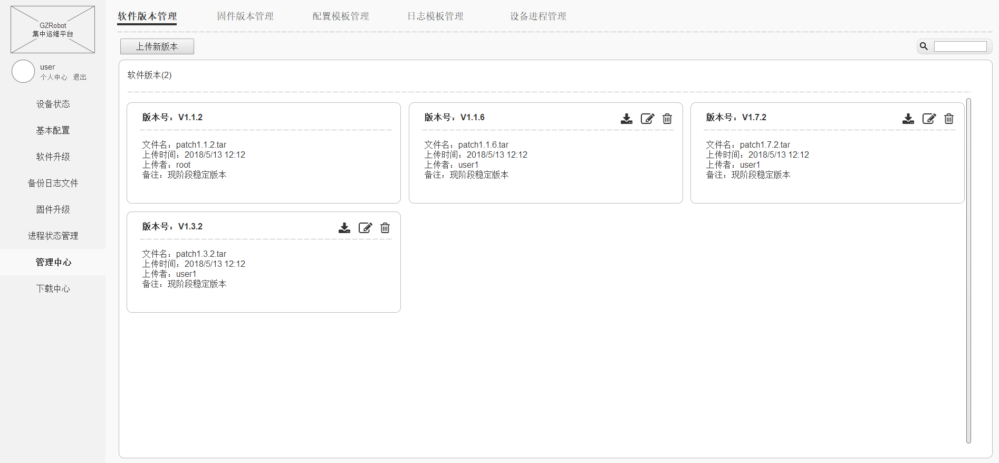 GZRobot
集中运维平台
user
个人中心 退出
设备状态
基本配置
软件升级
备份日志文件
固件升级
进程状态管理
管理中心
下载中心
软件版本管理 固件版本管理 配置模板管理 日志模板管理 设备进程管理
上传新版本
软件版本(2)
版本号：V1.1.2
文件名：patch1.1.2.tar
上传时间：2018/5/13 12:12
上传者：root
备注：现阶段稳定版本
版本号：V1.1.6
文件名：patch1.1.6.tar
上传时间：2018/5/13 12:12
上传者：user1
备注：现阶段稳定版本
版本号：V1.7.2
文件名：patch1.7.2.tar
上传时间：2018/5/13 12:12
上传者：user1
备注：现阶段稳定版本
版本号：V1.3.2
文件名：patch1.3.2.tar
上传时间：2018/5/13 12:12
上传者：user1
备注：现阶段稳定版本